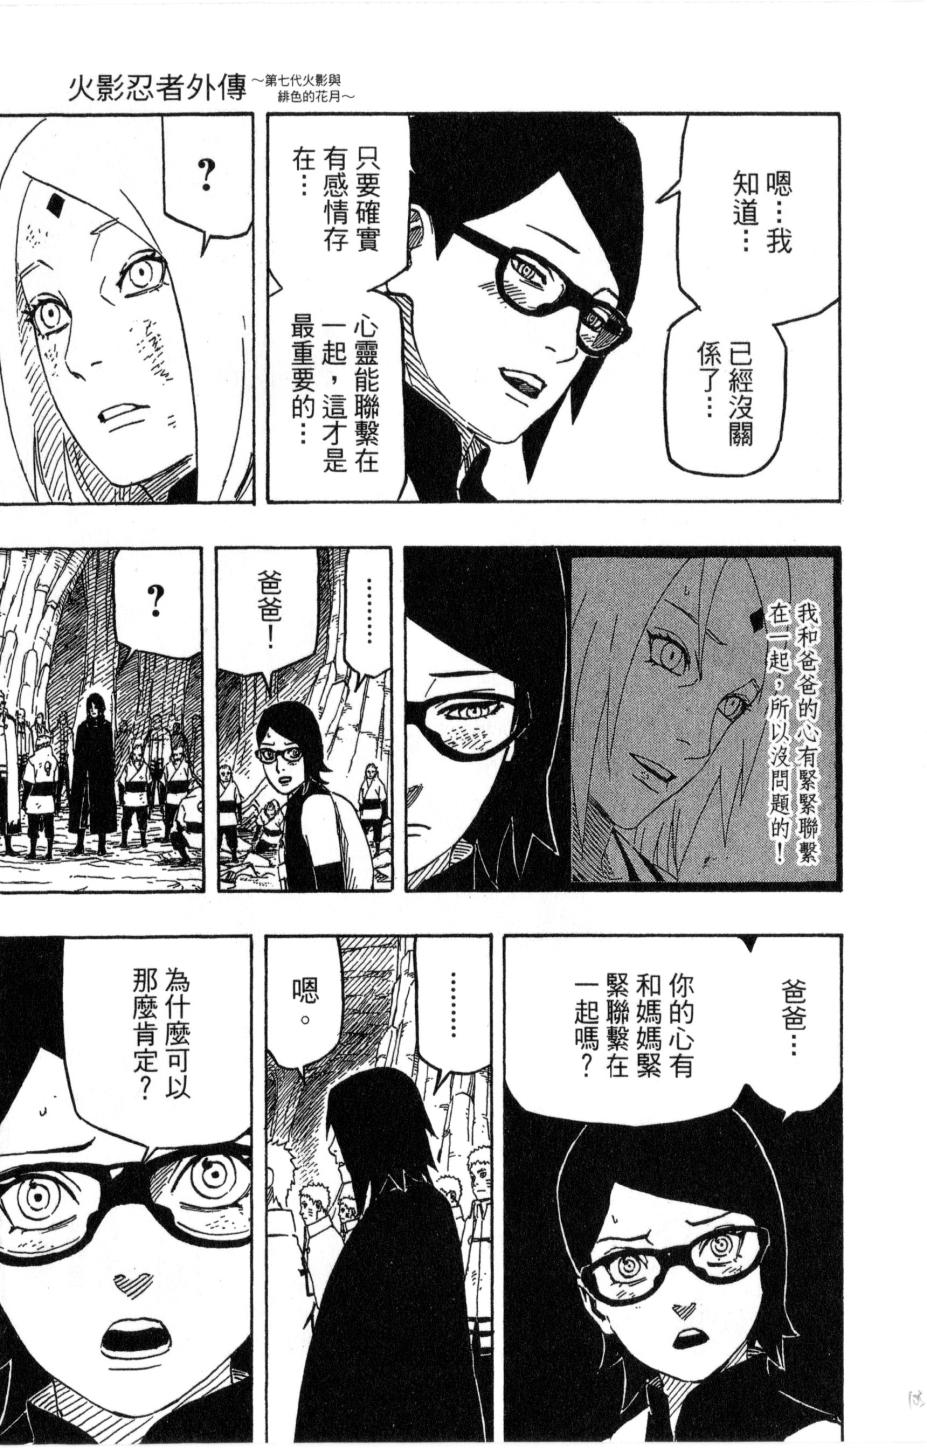 火影忍者外傳
～第七代火影與
緋色的花月～
嗯…我
知道…
已經沒關
係了…
只要確實
有感情存
在…
心靈能聯繫在
一起，這才是
最重要的…
？
我和爸爸的心有緊緊聯繫
在一起，所以沒問題的！
………
爸爸！
？
爸爸…
你的心有
和媽媽緊
緊聯繫在
一起嗎？
………
嗯。
為什麼可以
那麼肯定？